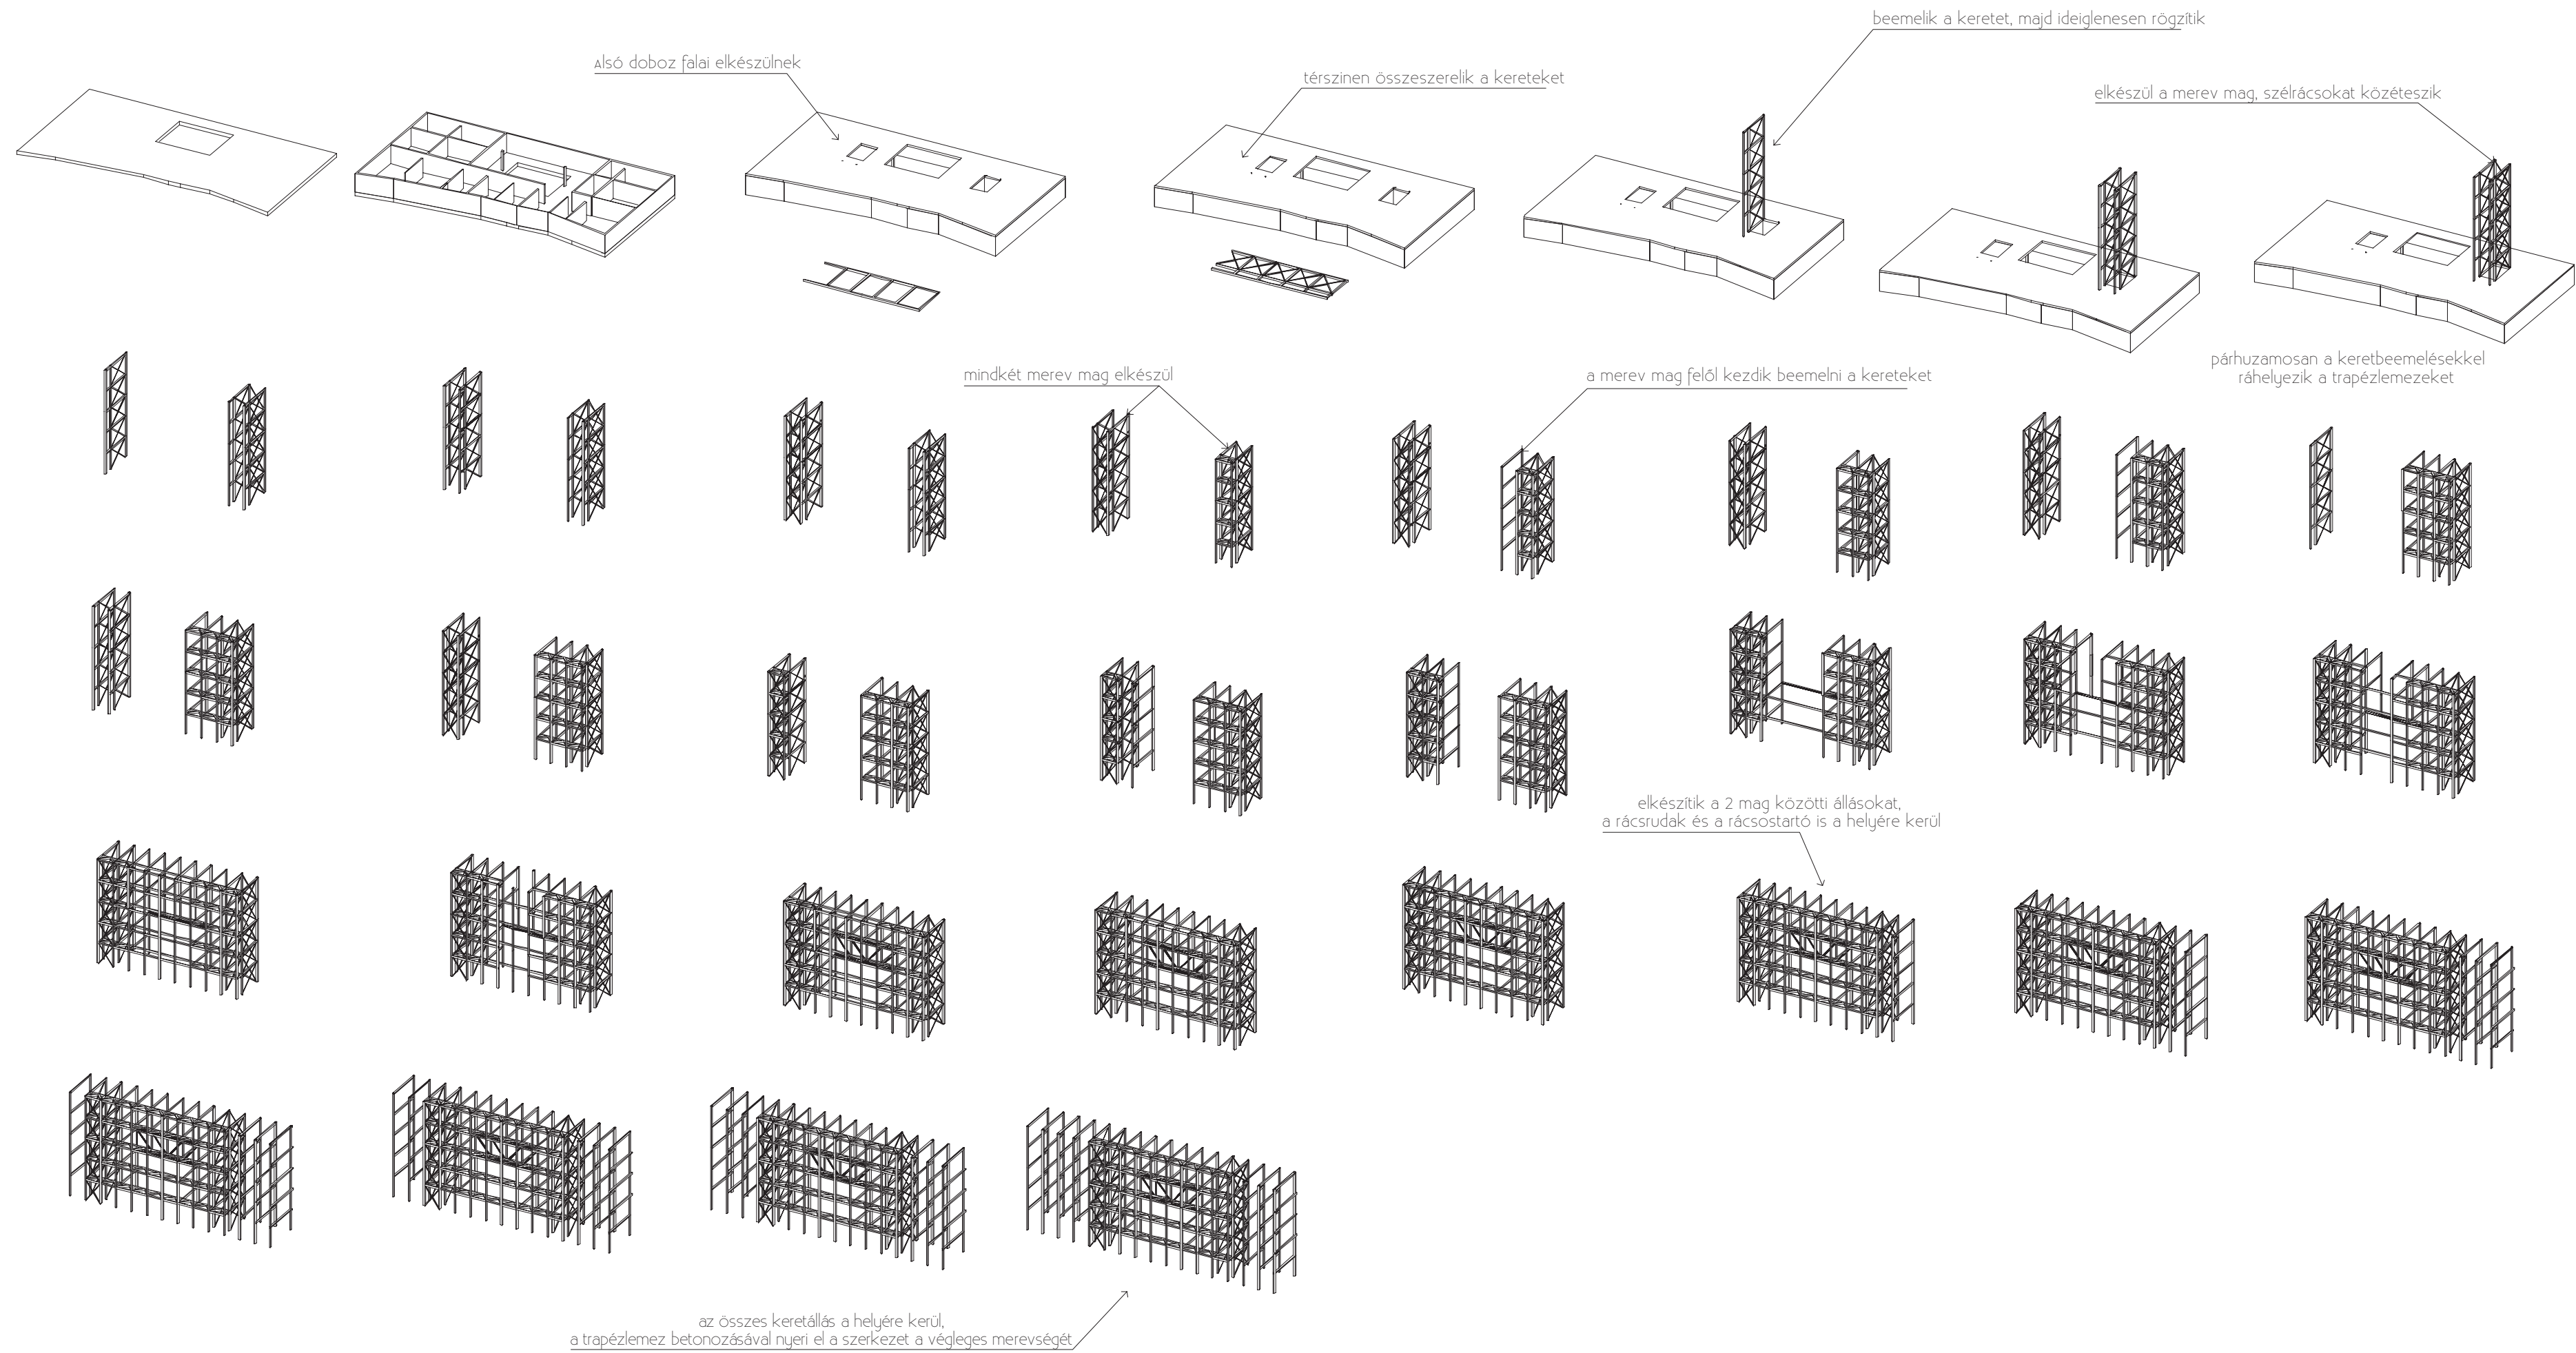 beemelik a keretet, majd ideiglenesen rögzítik
Alsó doboz falai elkészülnek
térszinen összeszerelik a kereteket
elkészül a merev mag, szélrácsokat közéteszik
párhuzamosan a keretbeemelésekkel
ráhelyezik a trapézlemezeket
mindkét merev mag elkészül
a merev mag felől kezdik beemelni a kereteket
elkészítik a 2 mag közötti állásokat,
a rácsrudak és a rácsostartó is a helyére kerül
az összes keretállás a helyére kerül,
a trapézlemez betonozásával nyeri el a szerkezet a végleges merevségét